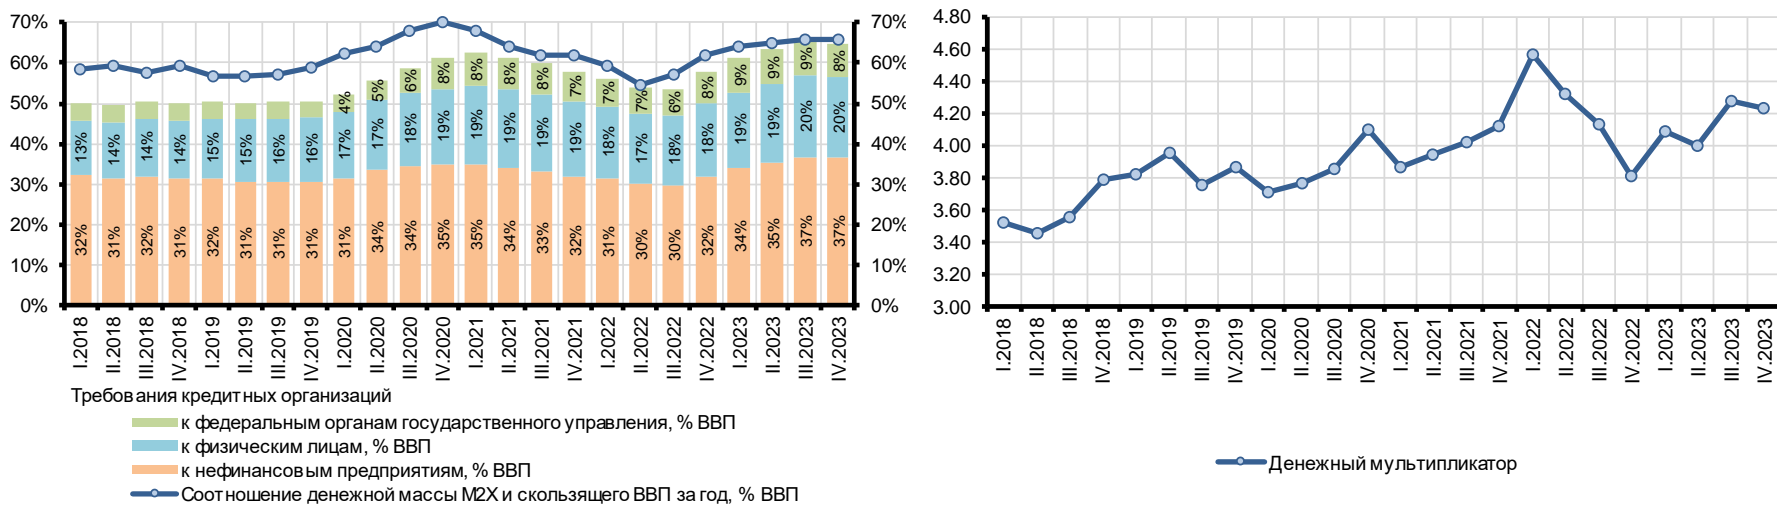 70%
60%
50%
40%
30%
20%
10%
0%
70%
60%
50%
40%
30%
20%
10%
0%
4% 5% 6% 8% 8% 8% 8% 7% 7% 7% 6% 8% 9% 9% 9% 8%
13% 14% 14% 14% 15% 15% 16% 16% 17% 17% 18% 19% 19% 19% 19% 19% 18% 17% 18% 18% 19% 19% 20% 20%
32% 31% 32% 31% 32% 31% 31% 31% 31% 34% 34% 35% 35% 34% 33% 32% 31% 30% 30% 32% 34% 35% 37% 37%
I.2018 II.2018 III.2018 IV.2018 I.2019 II.2019 III.2019 IV.2019 I.2020 II.2020 III.2020 IV.2020 I.2021 II.2021 III.2021 IV.2021 I.2022 II.2022 III.2022 IV.2022 I.2023 II.2023 III.2023 IV.2023
Требования кредитных организаций
к федеральным органам государственного управления, % ВВП
к физическим лицам, % ВВП
к нефинансовым предприятиям, % ВВП
Соотношение денежной массы М2Х и скользящего ВВП за год, % ВВП
4.80
4.60
4.40
4.20
4.00
3.80
3.60
3.40
3.20
3.00
I.2018 II.2018 III.2018 IV.2018 I.2019 II.2019 III.2019 IV.2019 I.2020 II.2020 III.2020 IV.2020 I.2021 II.2021 III.2021 IV.2021 I.2022 II.2022 III.2022 IV.2022 I.2023 II.2023 III.2023 IV.2023
Денежный мультипликатор